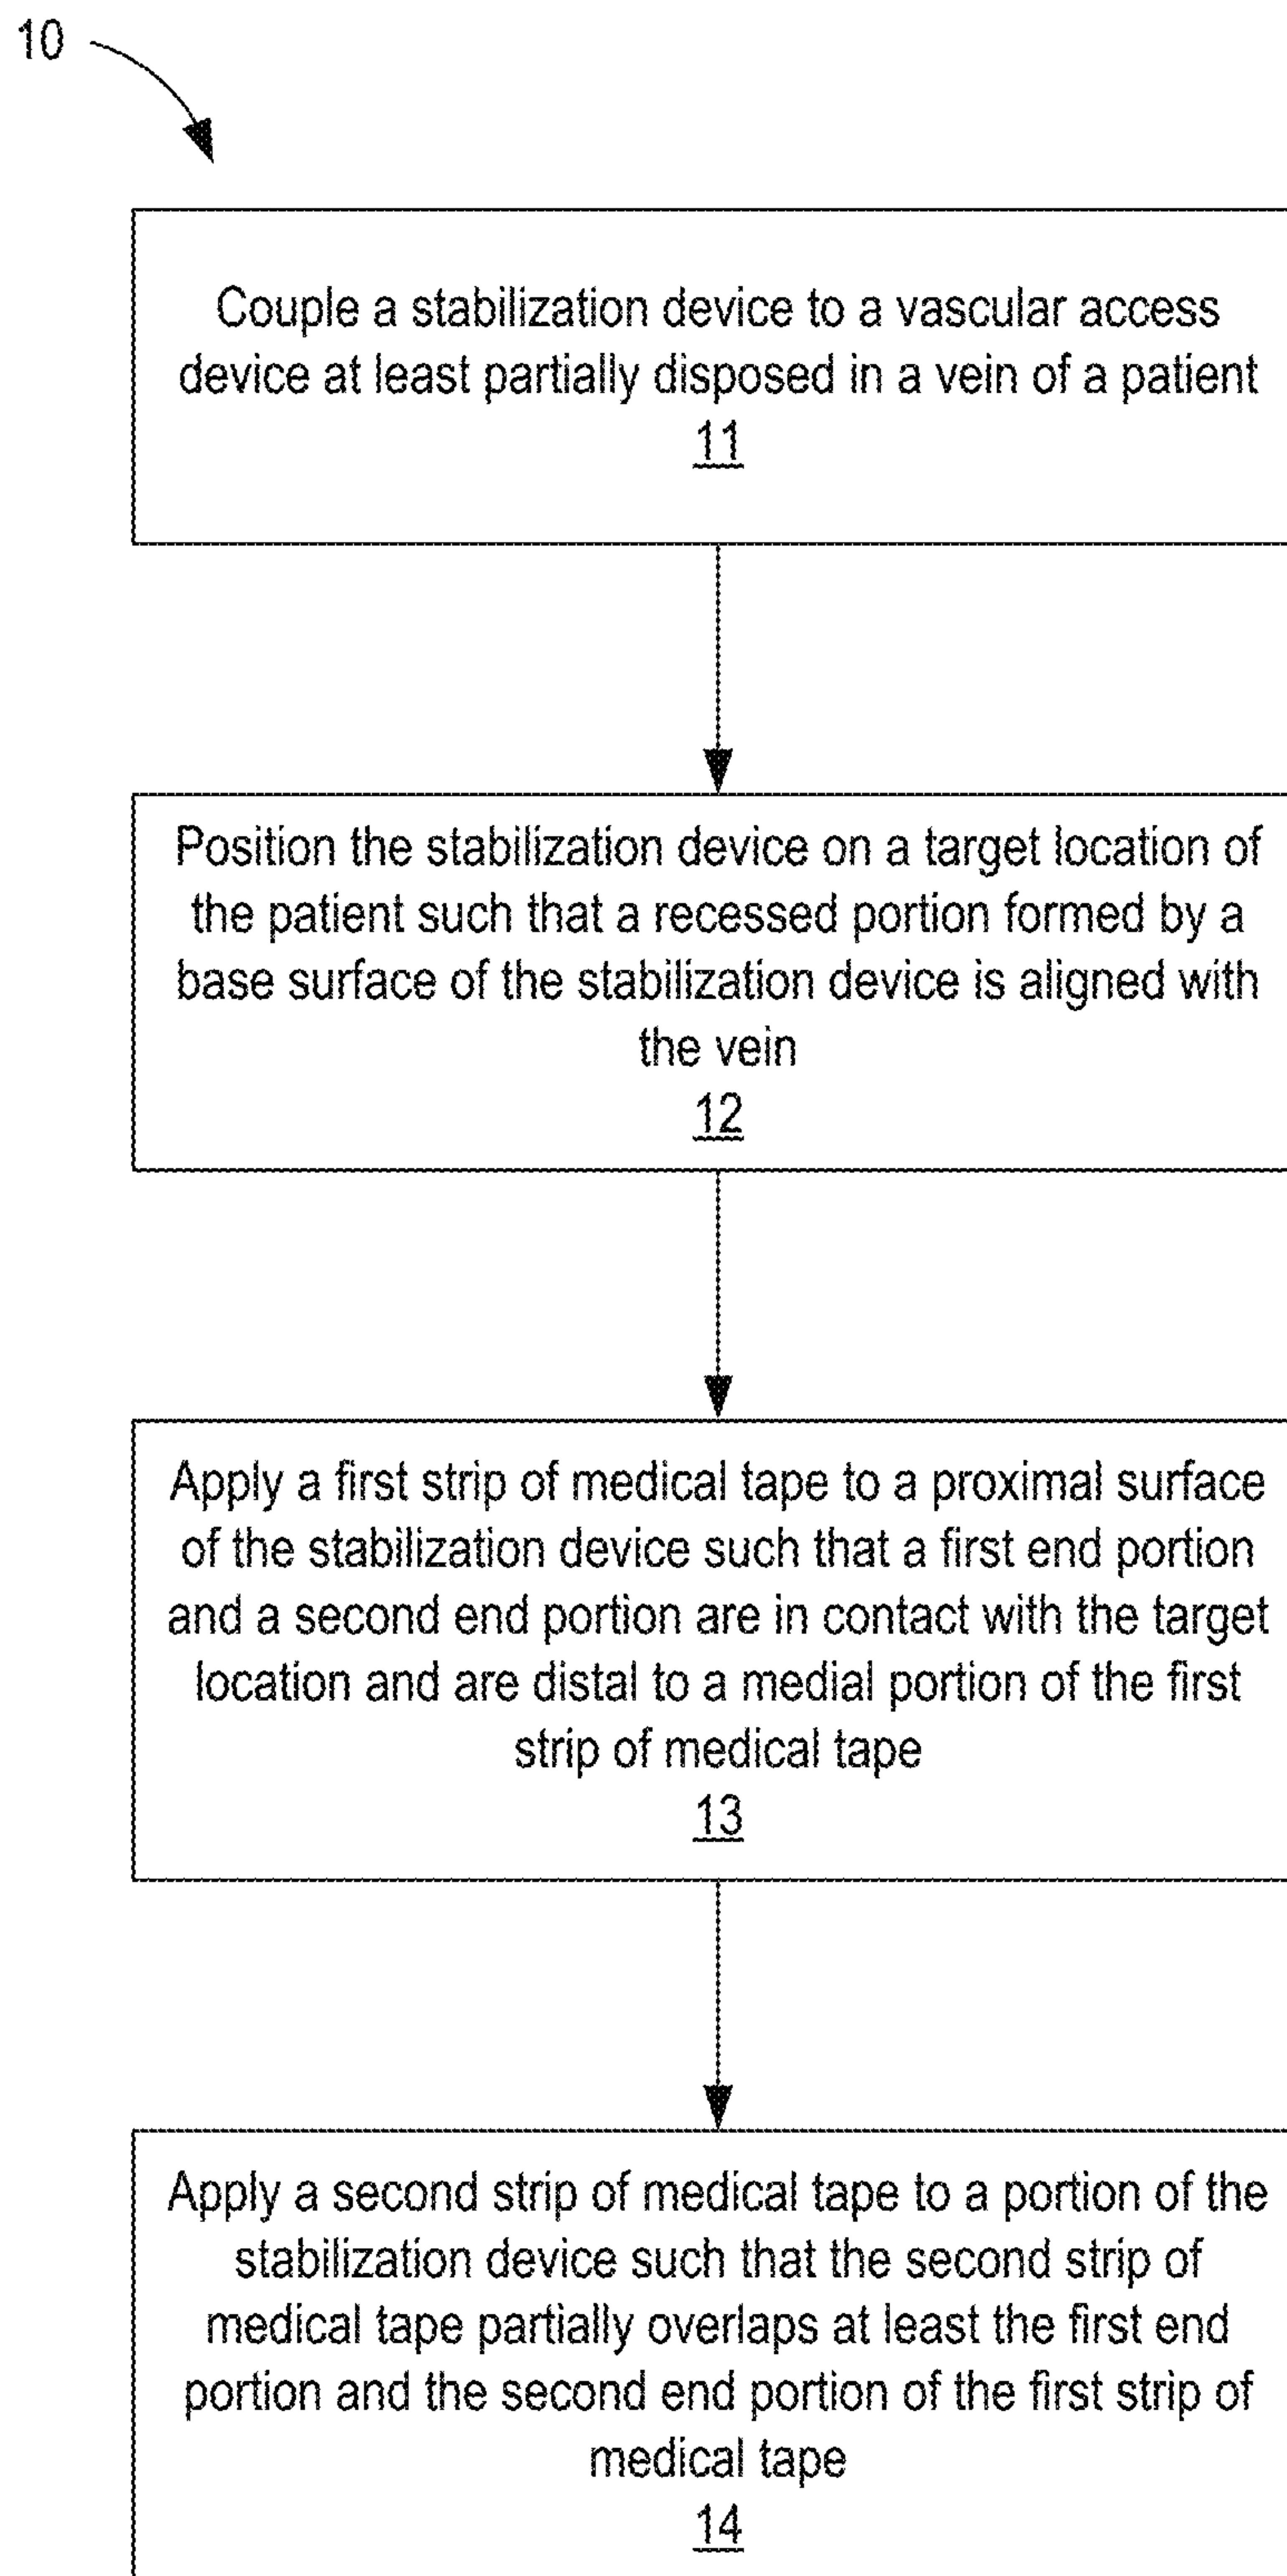 10
Couple a stabilization device to a vascular access
device at least partially disposed in a vein of a patient
11
Position the stabilization device on a target location of
the patient such that a recessed portion formed by a
base surface of the stabilization device is aligned with
the vein
12
Apply a first strip of medical tape to a proximal surface
of the stabilization device such that a first end portion
and a second end portion are in contact with the target
location and are distal to a medial portion of the first
strip of medical tape
13
Apply a second strip of medical tape to a portion of the
stabilization device such that the second strip of
medical tape partially overlaps at least the first end
portion and the second end portion of the first strip of
medical tape
14